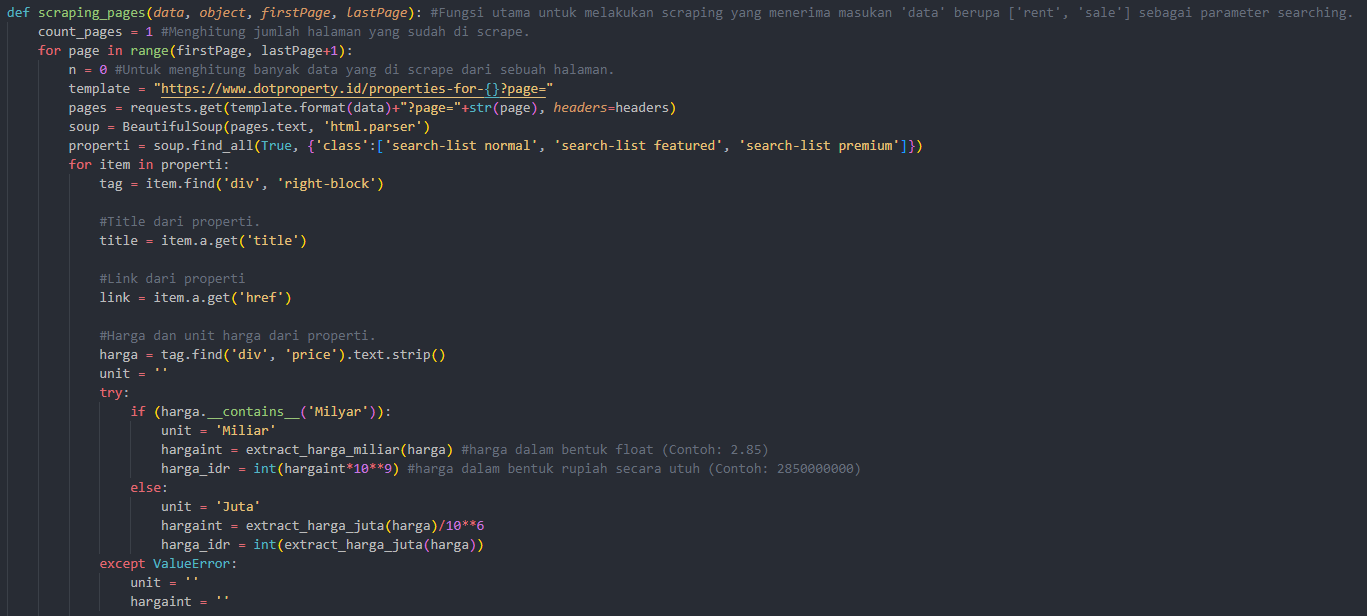 def scraping_pages(data, object, firstPage, lastPage): #Fungsi utama untuk melakukan scraping yang menerima masukan 'data' berupa ['rent', 'sale'] sebagai parameter searching.
    count_pages = 1 #Menghitung jumlah halaman yang sudah di scrape.
    for page in range(firstPage, lastPage+1):
        n = 0 #Untuk menghitung banyak data yang di scrape dari sebuah halaman.
        template = "https://www.dotproperty.id/properties-for-{}?page="
        pages = requests.get(template.format(data)+"?page="+str(page), headers=headers)
        soup = BeautifulSoup(pages.text, 'html.parser')
        properti = soup.find_all(True, {'class':['search-list normal', 'search-list featured', 'search-list premium']})
        for item in properti:
            tag = item.find('div', 'right-block')

            #Title dari properti.
            title = item.a.get('title')

            #Link dari properti
            link = item.a.get('href')

            #Harga dan unit harga dari properti.
            harga = tag.find('div', 'price').text.strip()
            unit = ''
            try:
                if (harga.__contains__('Milyar')):
                    unit = 'Miliar'
                    hargaint = extract_harga_miliar(harga) #harga dalam bentuk float (Contoh: 2.85)
                    harga_idr = int(hargaint*10**9) #harga dalam bentuk rupiah secara utuh (Contoh: 2850000000)
                else:
                    unit = 'Juta'
                    hargaint = extract_harga_juta(harga)/10**6
                    harga_idr = int(extract_harga_juta(harga))
            except ValueError:
                unit = ''
                hargaint = ''